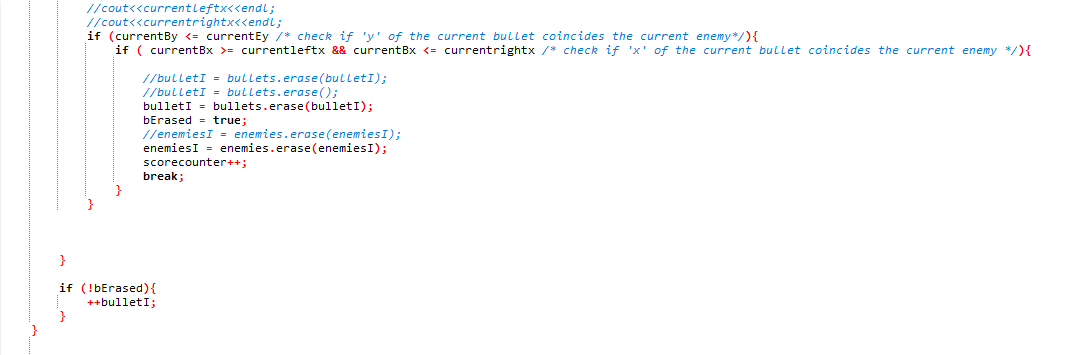 //cout<<currentleftx<<endl;
//cout<<currentrightx<<endl;
if (currentBy <= currentEy /* check if 'y' of the current bullet coincides the current enemy*/){
if ( currentBx >= currentleftx && currentBx <= currentrightx /* check if 'x' of the current bullet coincides the current enemy */){
//bulletI = bullets.erase(bulletI);
//bulletI = bullets.erase();
bulletI = bullets.erase(bulletI);
bErased = true;
//enemiesI = enemies.erase(enemiesI);
enemiesI = enemies.erase(enemiesI);
scorecounter++;
break;
}
}
}
if (!bErased){
++bulletI;
}
}